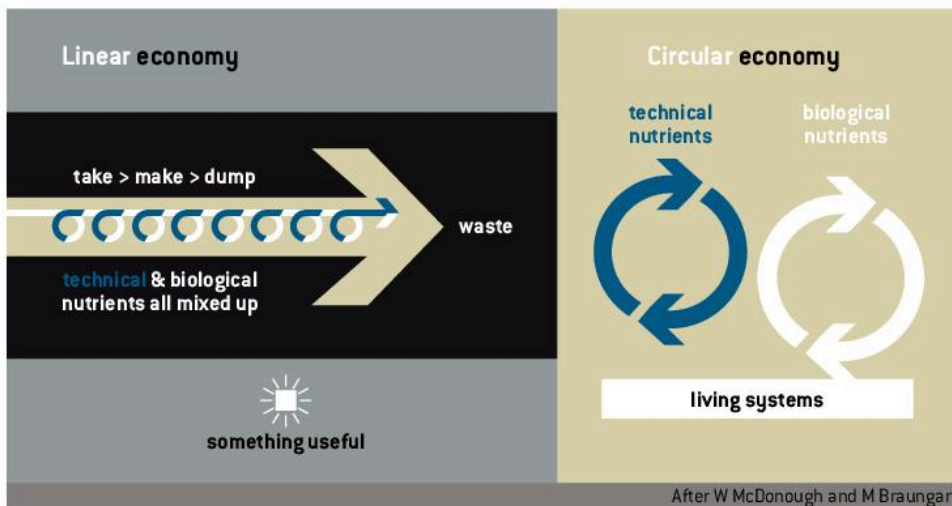 Linear economy
take > make > dump
waste
technical & biological
nutrients all mixed up
something useful
Circular economy
technical
nutrients
biological
nutrients
living systems
After W McDonough and M Braungar